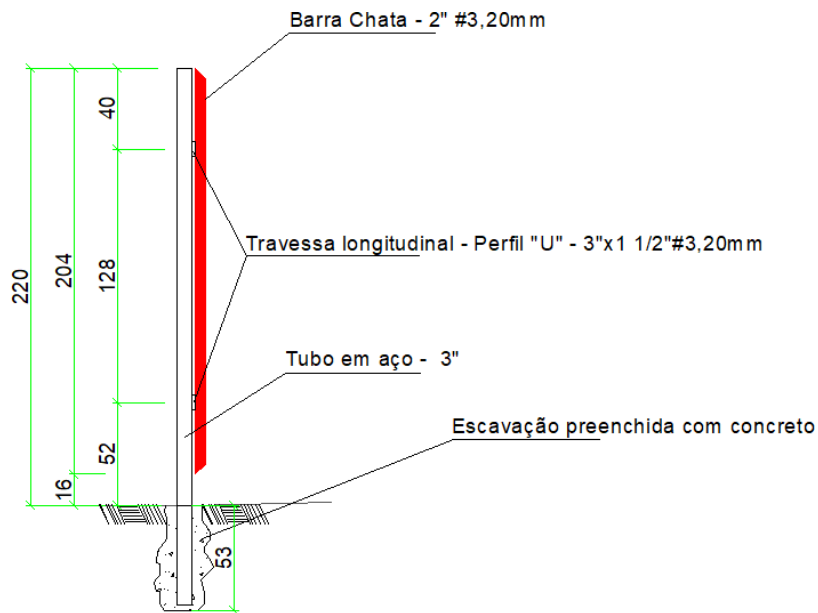 Barra Chata - 2" #3,20mm
40
Travessa longitudinal - Perfil "U" - 3"x1 1/2"#3,20mm
204
128
220
Tubo em aço - 3"
Escavação preenchida com concreto
52
16
53